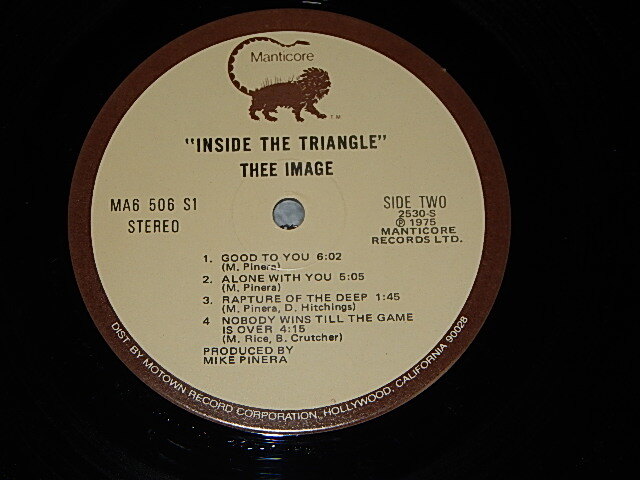 Manticore
T.M.
"INSIDE THE TRIANGLE"
THEE IMAGE
MA6 506 S1
STEREO
SIDE TWO
2530-S
℗ 1975
MANTICORE
RECORDS LTD.
1. GOOD TO YOU 6:02
(M. Pinera)
2. ALONE WITH YOU 5:05
(M. Pinera)
3. RAPTURE OF THE DEEP 1:45
(M. Pinera, D. Hitchings)
4 NOBODY WINS TILL THE GAME
IS OVER 4:15
(M. Rice, B. Crutcher)
PRODUCED BY
MIKE PINERA
DIST. BY MOTOWN RECORD CORPORATION, HOLLYWOOD, CALIFORNIA 90028